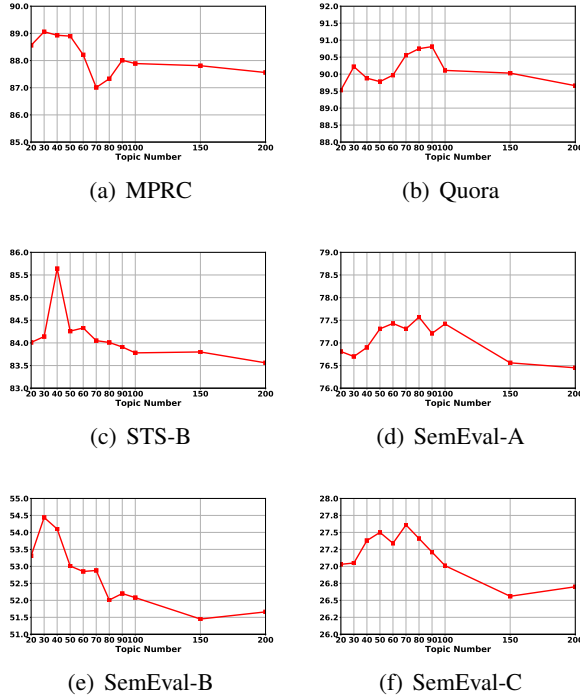 90.0
89.0
88.0
87.0
86.0
85.0
20 30 40 50 60 70 80 90100 150 200
Topic Number
(a) MPRC
92.0
91.5
91.0
90.5
90.0
89.5
89.0
88.5
88.0
20 30 40 50 60 70 80 90100 150 200
Topic Number
(b) Quora
86.0
85.5
85.0
84.5
84.0
83.5
83.0
20 30 40 50 60 70 80 90100 150 200
Topic Number
(c) STS-B
79.0
78.5
78.0
77.5
77.0
76.5
76.0
20 30 40 50 60 70 80 90100 150 200
Topic Number
(d) SemEval-A
55.0
54.5
54.0
53.5
53.0
52.5
52.0
51.5
51.0
20 30 40 50 60 70 80 90100 150 200
Topic Number
(e) SemEval-B
28.0
27.8
27.5
27.2
27.0
26.8
26.5
26.2
26.0
20 30 40 50 60 70 80 90100 150 200
Topic Number
(f) SemEval-C